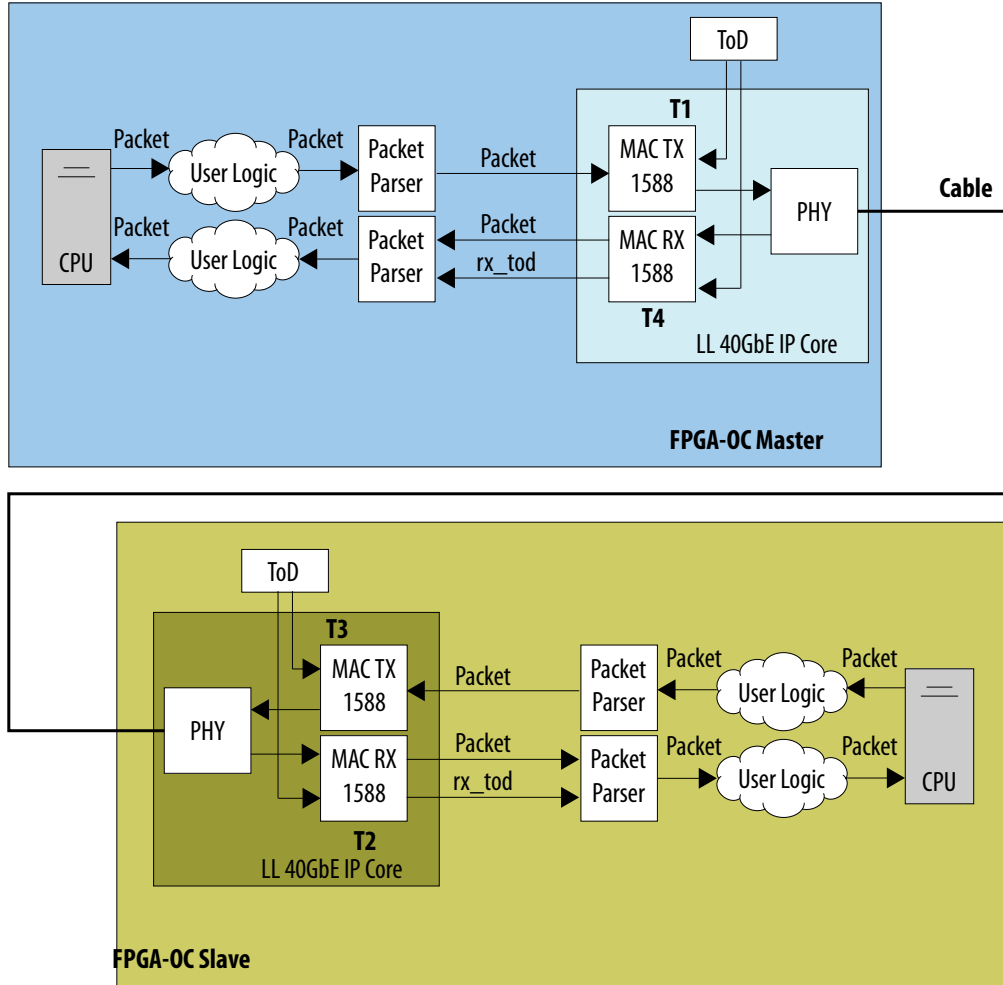 ToD
T1
Packet
Packet
Packet
User Logic
Packet
Parser
MAC TX
1588
Cable
PHY
Packet
Packet
Packet
CPU
User Logic
Packet
Parser
rx_tod
MAC RX
1588
T4
LL 40GbE IP Core
FPGA-OC Master
ToD
T3
MAC TX
1588
Packet
Packet
Parser
Packet
User Logic
Packet
PHY
MAC RX
1588
Packet
rx_tod
Packet
Parser
Packet
User Logic
Packet
CPU
T2
LL 40GbE IP Core
FPGA-OC Slave